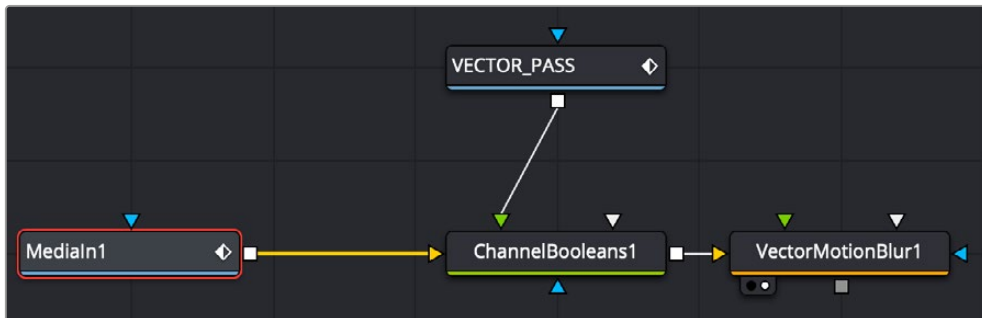 VECTOR_PASS
MediaIn1
ChannelBooleans1
VectorMotionBlur1